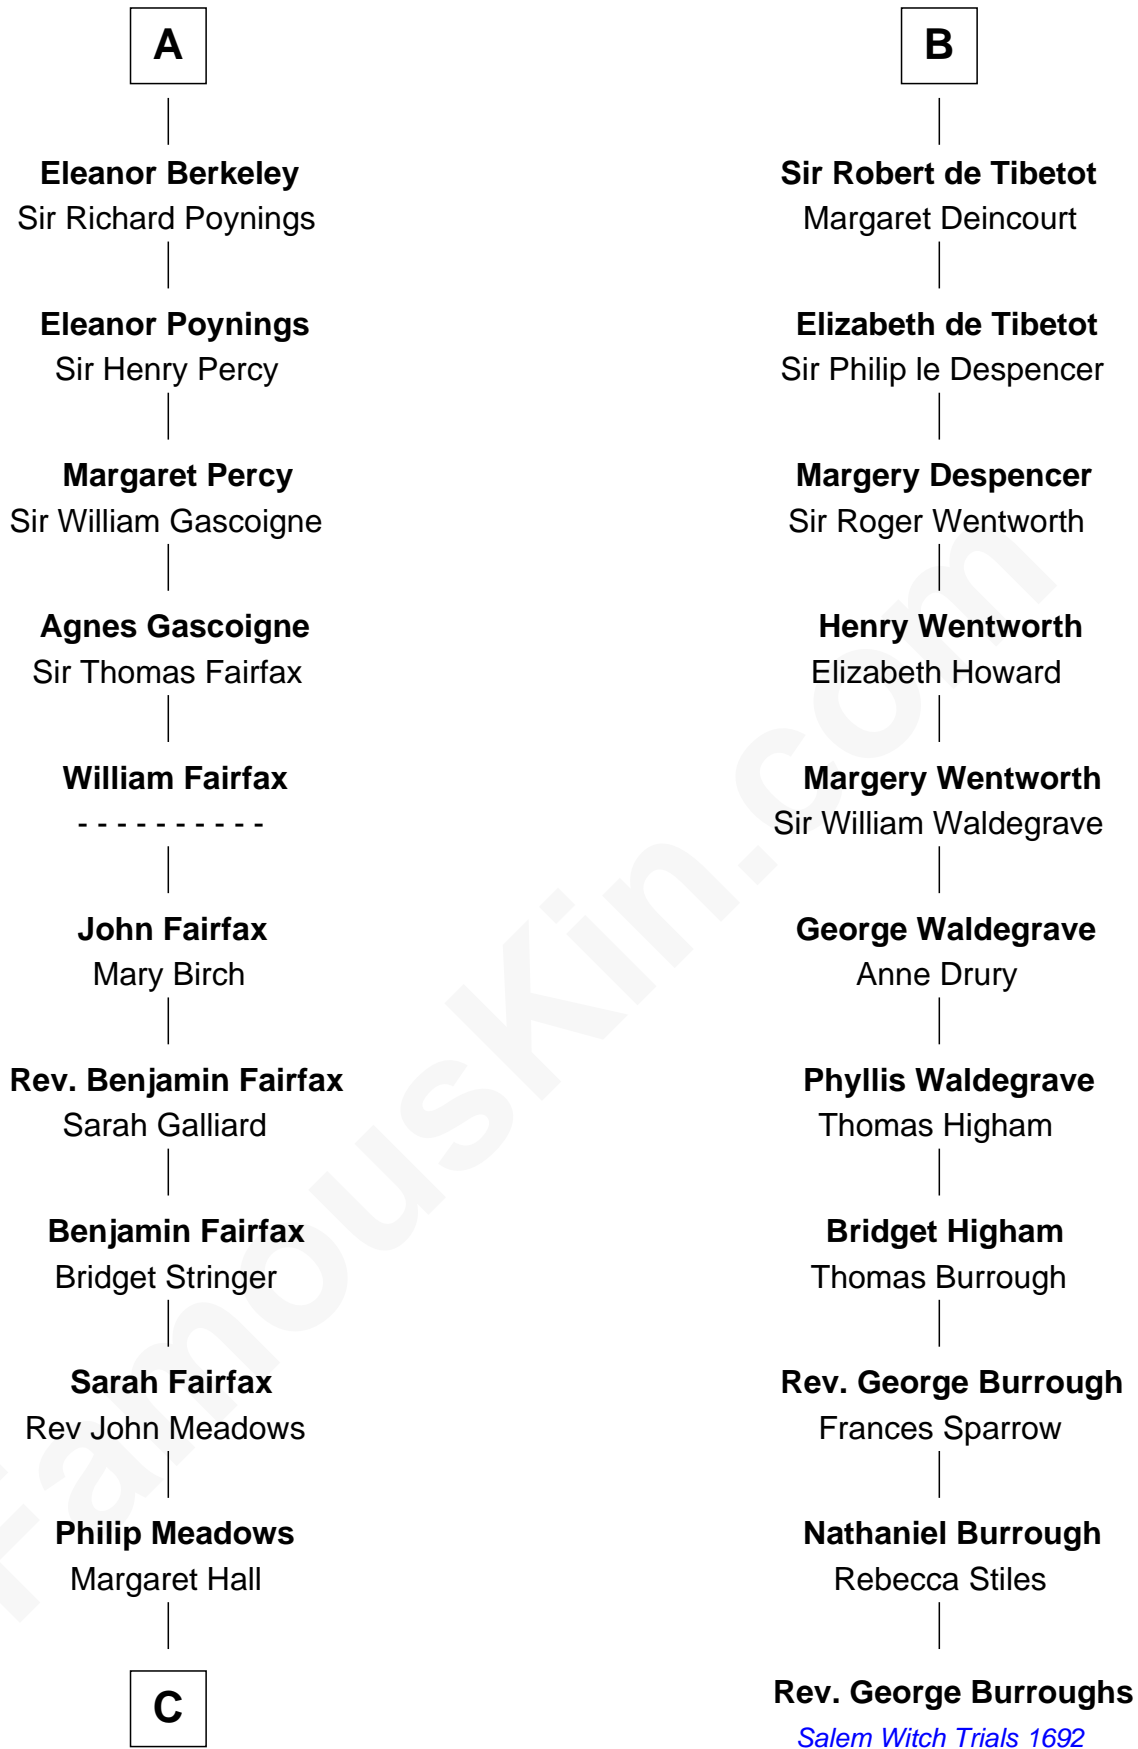 A
Eleanor Berkeley
Sir Richard Poynings
Eleanor Poynings
Sir Henry Percy
Margaret Percy
Sir William Gascoigne
Agnes Gascoigne
Sir Thomas Fairfax
William Fairfax
- - - - - - - - - -
John Fairfax
Mary Birch
Rev. Benjamin Fairfax
Sarah Galliard
Benjamin Fairfax
Bridget Stringer
Sarah Fairfax
Rev John Meadows
Philip Meadows
Margaret Hall
C
B
Sir Robert de Tibetot
Margaret Deincourt
Elizabeth de Tibetot
Sir Philip le Despencer
Margery Despencer
Sir Roger Wentworth
Henry Wentworth
Elizabeth Howard
Margery Wentworth
Sir William Waldegrave
George Waldegrave
Anne Drury
Phyllis Waldegrave
Thomas Higham
Bridget Higham
Thomas Burrough
Rev. George Burrough
Frances Sparrow
Nathaniel Burrough
Rebecca Stiles
Rev. George Burroughs
Salem Witch Trials 1692
FamousKin.com